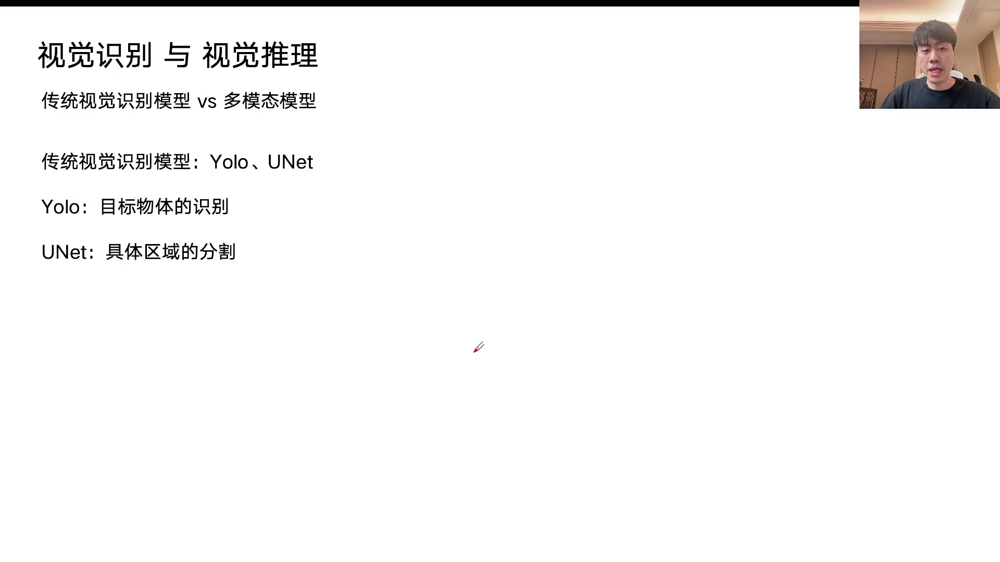 视觉识别 与 视觉推理
传统视觉识别模型 vs 多模态模型
传统视觉识别模型：Yolo、UNet
Yolo：目标物体的识别
UNet：具体区域的分割